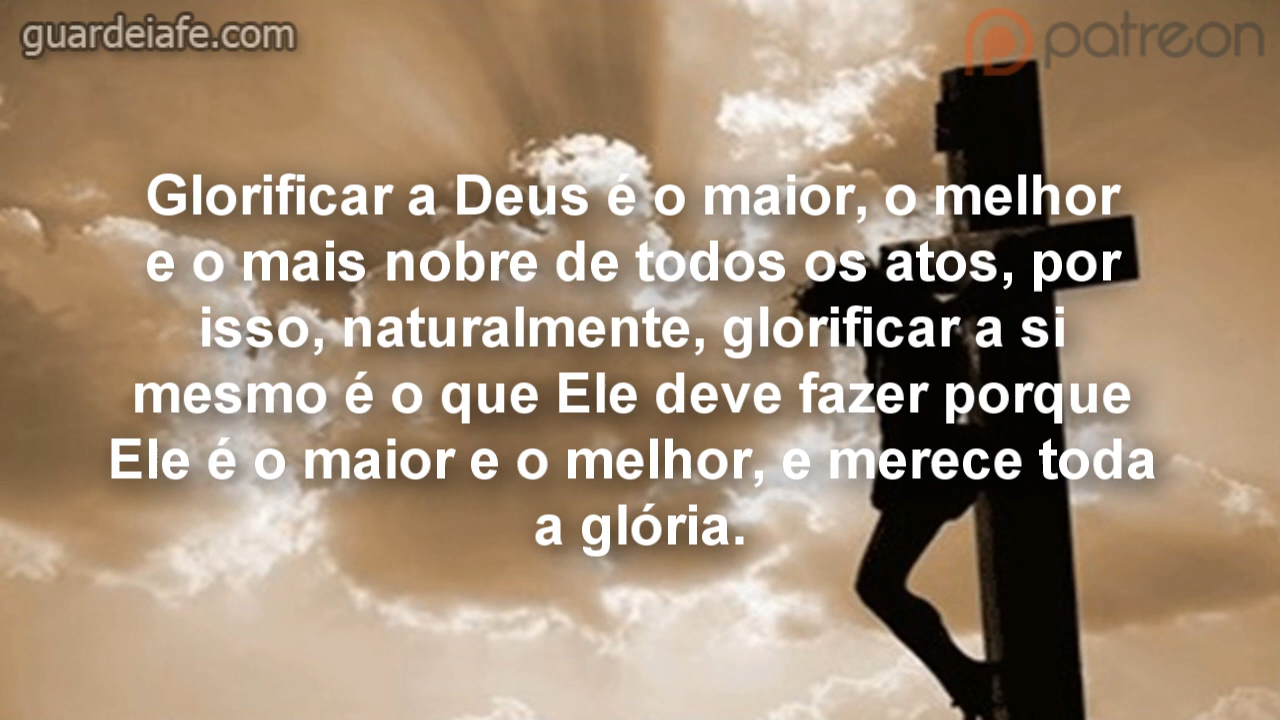 guardeiafe.com
patreon
Glorificar a Deus é o maior, o melhor
e o mais nobre de todos os atos, por
isso, naturalmente, glorificar a si
mesmo é o que Ele deve fazer porque
Ele é o maior e o melhor, e merece toda
a glória.